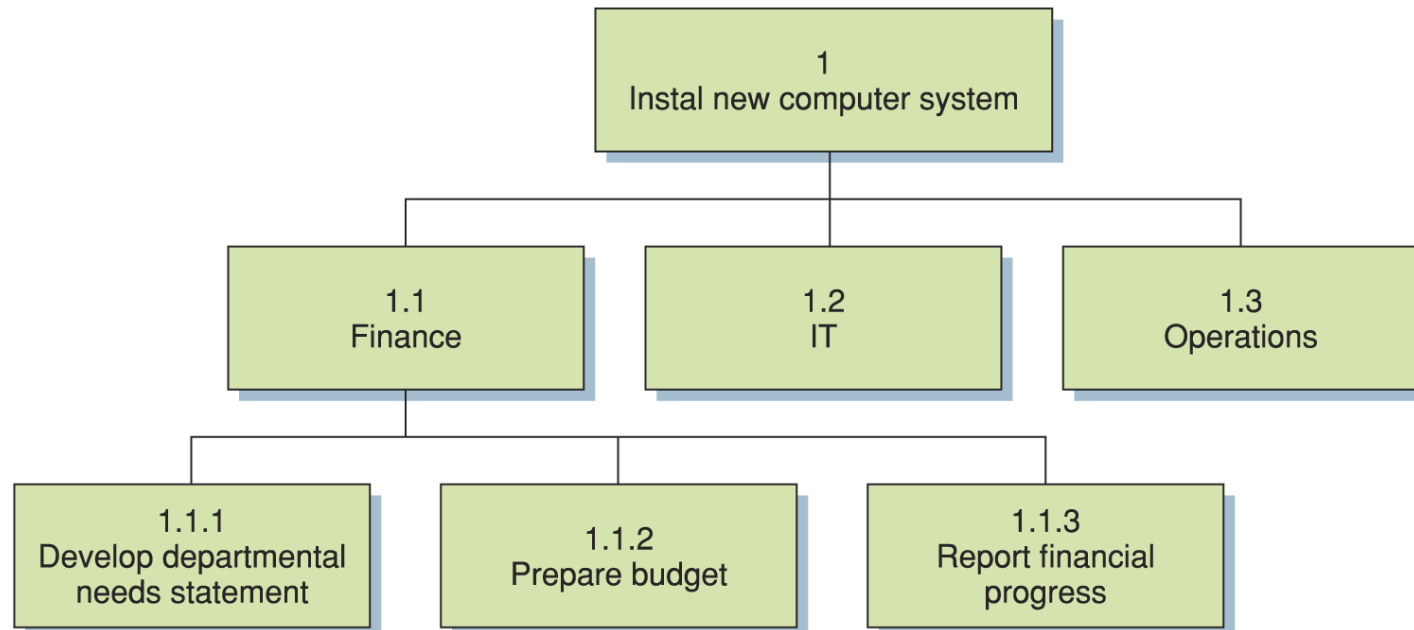 1
Instal new computer system
1.1
Finance
1.2
IT
1.3
Operations
1.1.1
Develop departmental
needs statement
1.1.2
Prepare budget
1.1.3
Report financial
progress